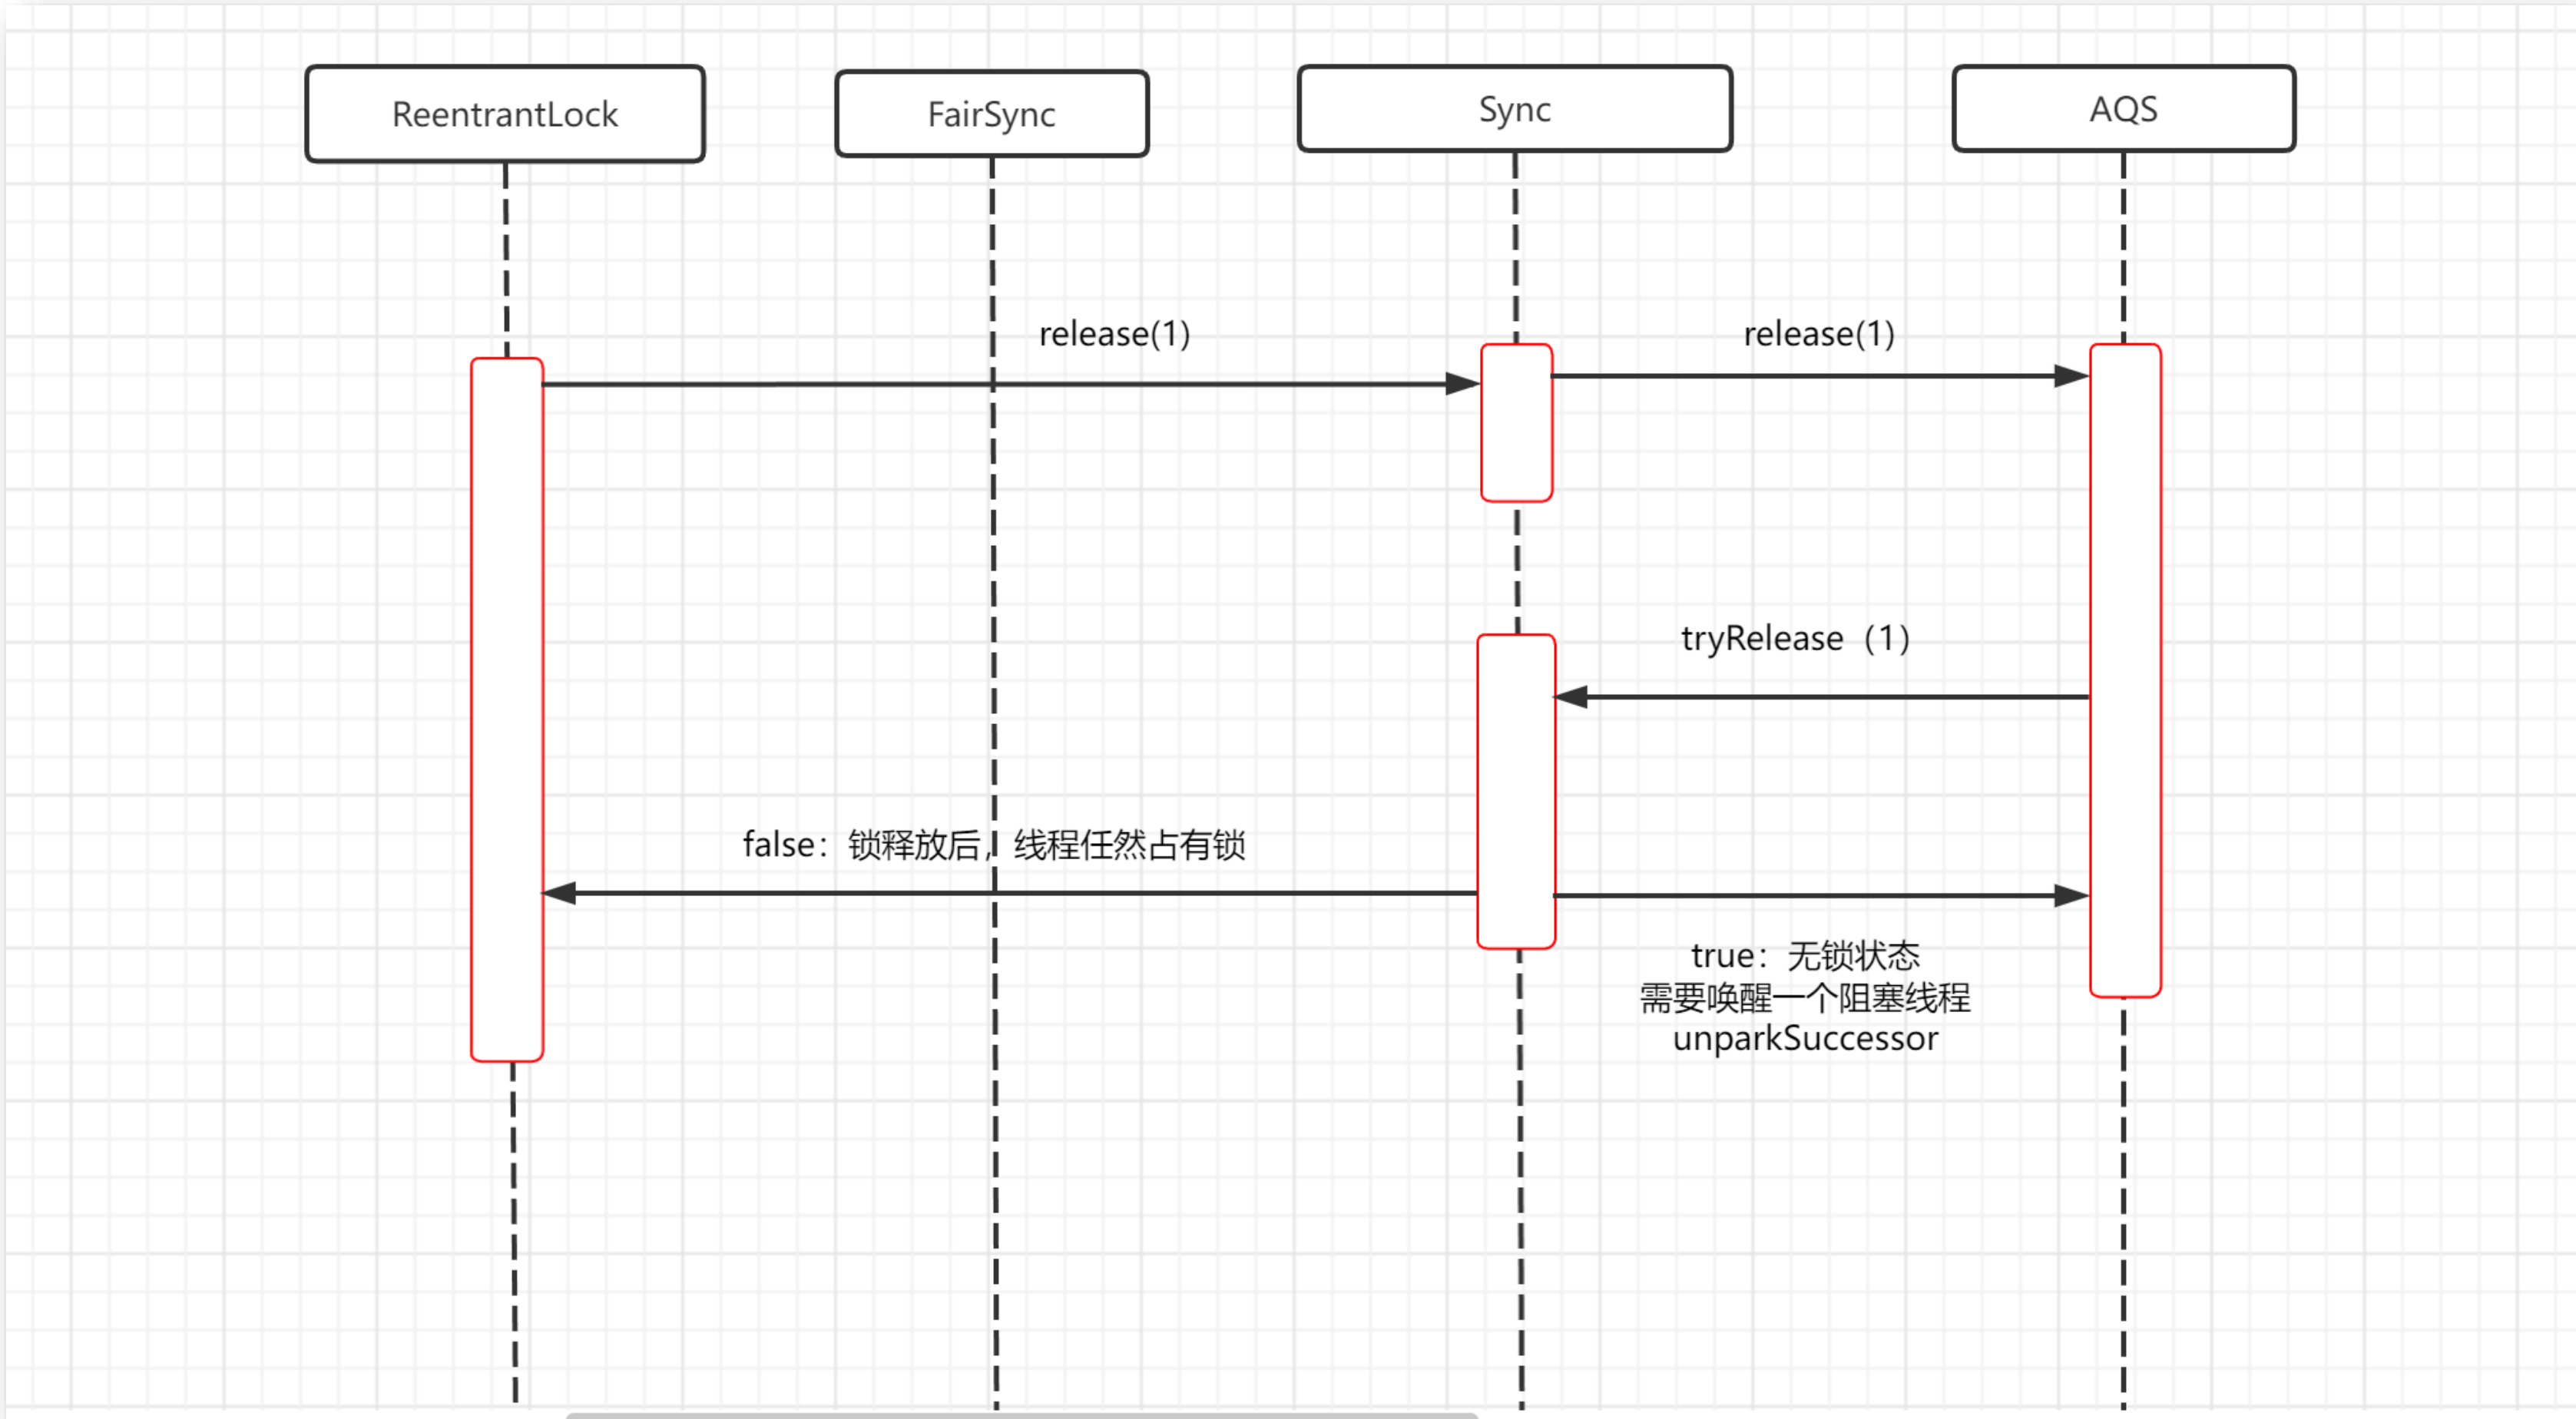 ReentrantLock
FairSync
Sync
AQS
release(1)
release(1)
tryRelease（1）
false：锁释放后，线程任然占有锁
true：无锁状态
需要唤醒一个阻塞线程
unparkSuccessor